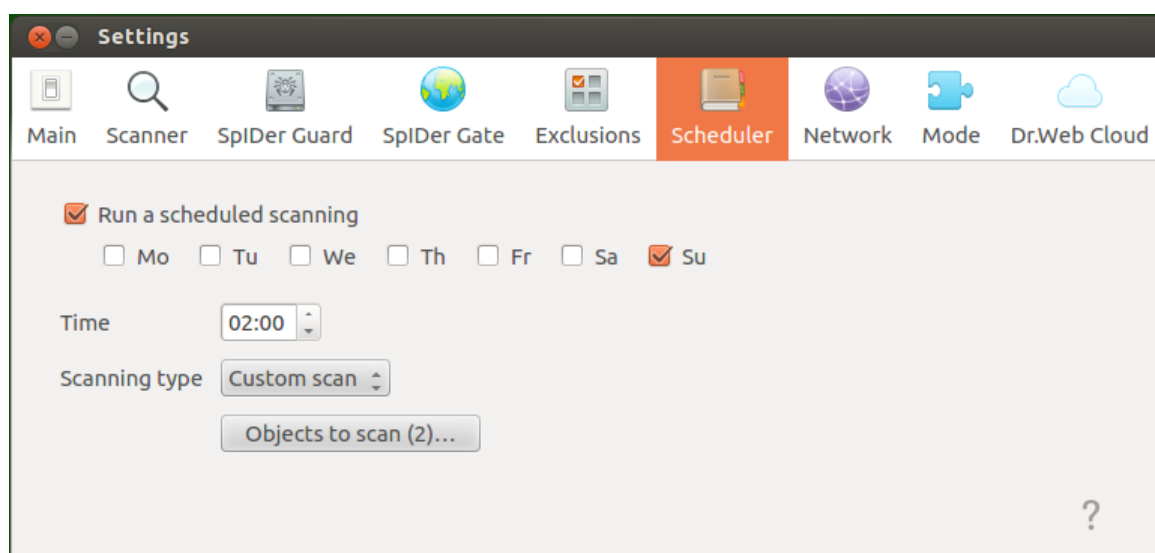 Settings
Main Scanner SpIDer Guard SpIDer Gate Exclusions Scheduler Network Mode Dr.Web Cloud
Run a scheduled scanning
Mo Tu We Th Fr Sa Su
Time 02:00
Scanning type Custom scan
Objects to scan (2)...
?